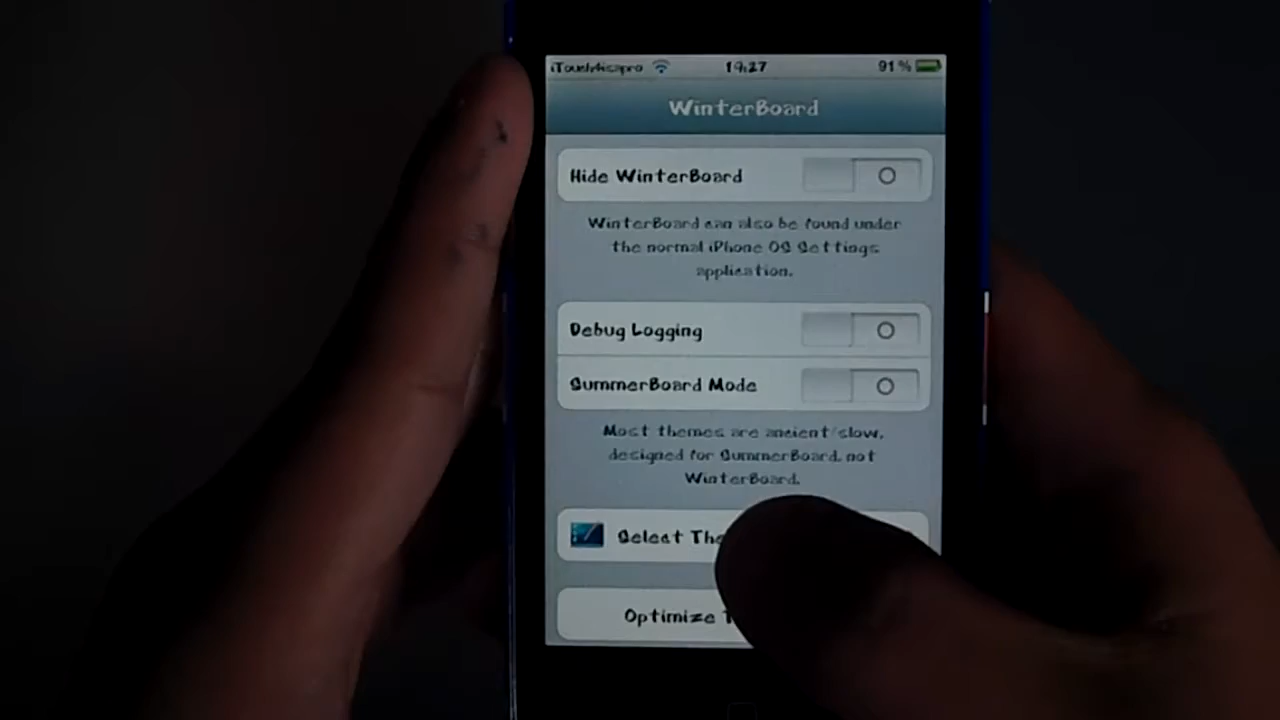 19:27
91%
WinterBoard
Hide WinterBoard
WinterBoard can also be found under
the normal iPhone OS Settings
application.
Debug Logging
SummerBoard Mode
Most themes are ancient/slow,
designed for SummerBoard, not
WinterBoard.
Select The
Optimize T